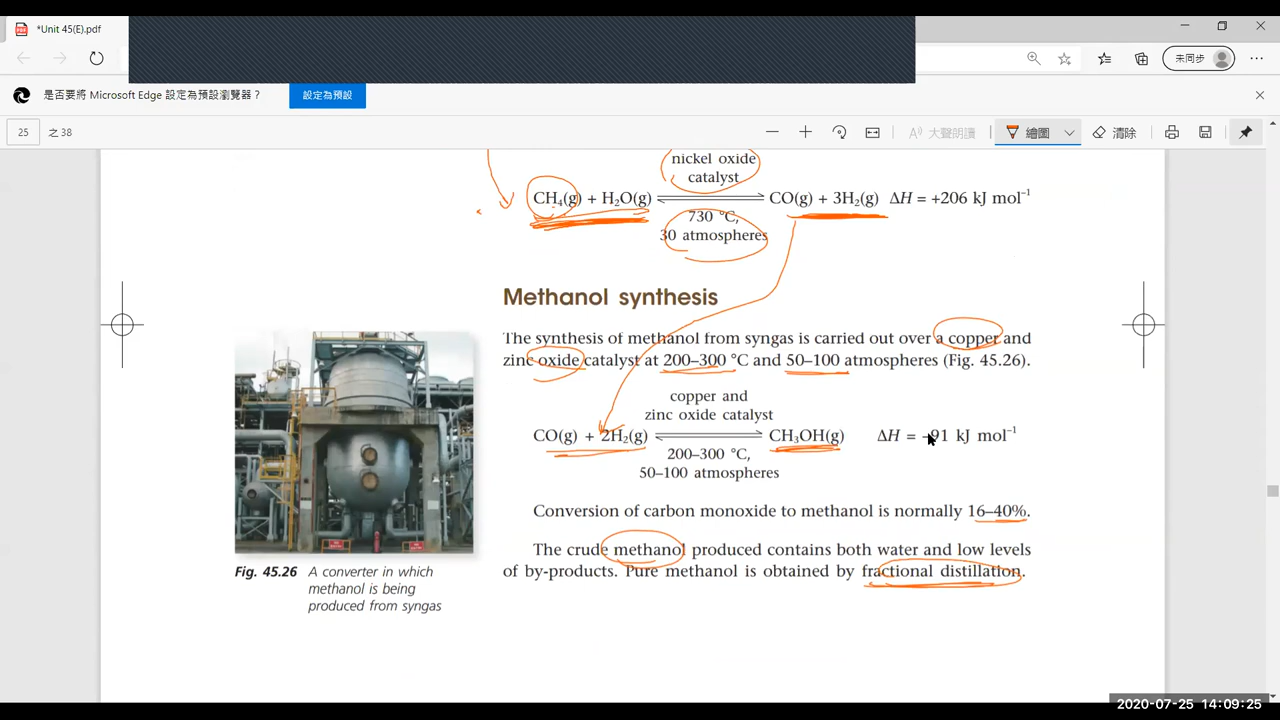 *Unit 45(E).pdf
未同步
是否要將 Microsoft Edge 設定為預設瀏覽器？
設定為預設
25 之 38
大聲朗讀
繪圖
清除
nickel oxide
catalyst
CH₄(g) + H₂O(g) ⇌ CO(g) + 3H₂(g) ΔH = +206 kJ mol⁻¹
730 °C,
30 atmospheres
Methanol synthesis
The synthesis of methanol from syngas is carried out over a copper and
zinc oxide catalyst at 200–300 °C and 50–100 atmospheres (Fig. 45.26).
copper and
zinc oxide catalyst
CO(g) + 2H₂(g) ⇌ CH₃OH(g) ΔH = –91 kJ mol⁻¹
200–300 °C,
50–100 atmospheres
Conversion of carbon monoxide to methanol is normally 16–40%.
The crude methanol produced contains both water and low levels
of by-products. Pure methanol is obtained by fractional distillation.
Fig. 45.26 A converter in which
methanol is being
produced from syngas
2020-07-25 14:09:25